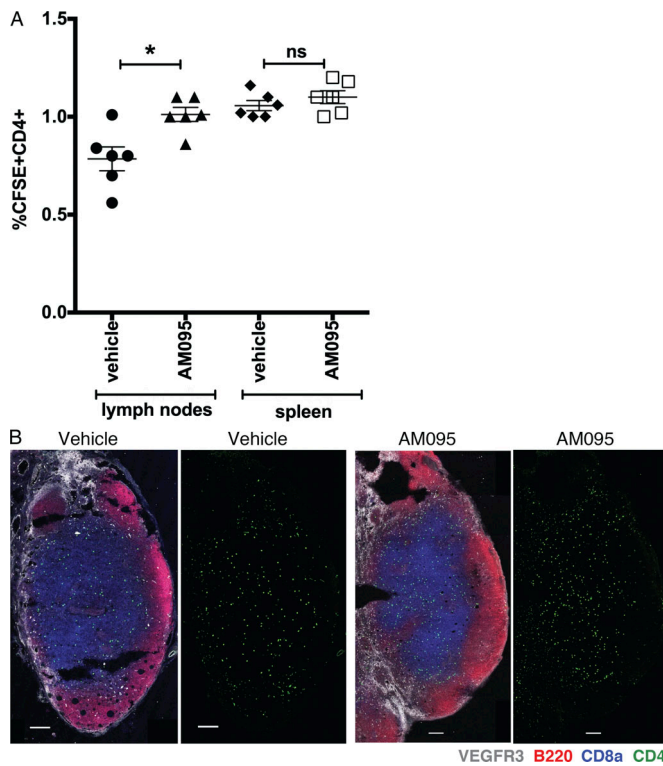 A
1.5
*
ns
1.0
%CFSE+CD4+
0.5
0.0
vehicle
AM095
vehicle
AM095
lymph nodes
spleen
B
Vehicle
Vehicle
AM095
AM095
VEGFR3 B220 CD8a CD4